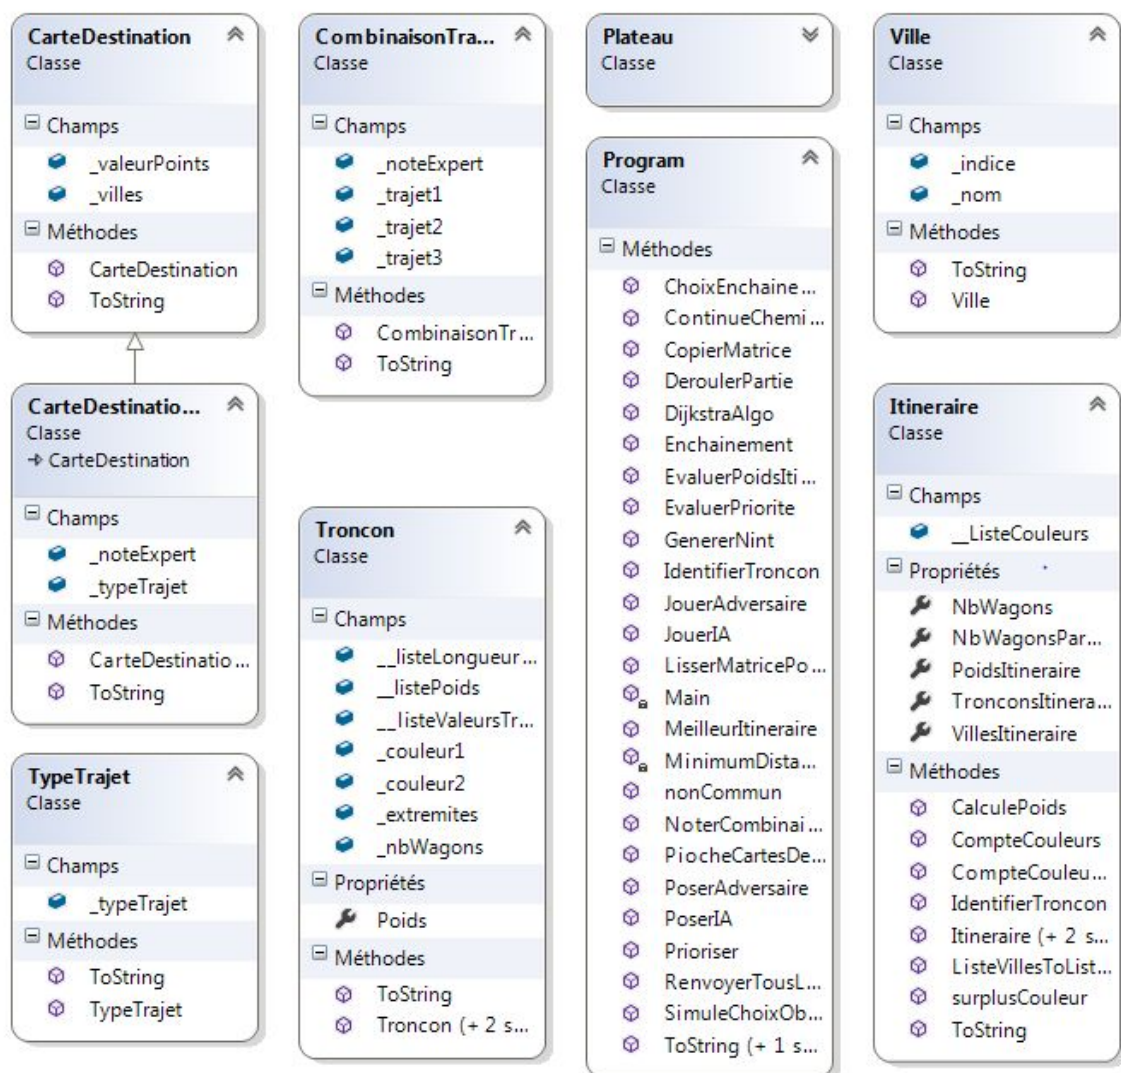 CarteDestination
Classe
Champs
_valeurPoints
_villes
Méthodes
CarteDestination
ToString
CarteDestinatio...
Classe
CarteDestination
Champs
_noteExpert
_typeTrajet
Méthodes
CarteDestinatio...
ToString
TypeTrajet
Classe
Champs
_typeTrajet
Méthodes
ToString
TypeTrajet
CombinaisonTra...
Classe
Champs
_noteExpert
_trajet1
_trajet2
_trajet3
Méthodes
CombinaisonTr...
ToString
Troncon
Classe
Champs
__listeLongueur...
__listePoids
__listeValeursTr...
_couleur1
_couleur2
_extremites
_nbWagons
Propriétés
Poids
Méthodes
ToString
Troncon (+ 2 s...
Plateau
Classe
Program
Classe
Méthodes
ChoixEnchaine...
ContinueChemi...
CopierMatrice
DeroulerPartie
DijkstraAlgo
Enchainement
EvaluerPoidsIti...
EvaluerPriorite
GenererNint
IdentifierTroncon
JouerAdversaire
JouerIA
LisserMatricePo...
Main
MeilleurItineraire
MinimumDista...
nonCommun
NoterCombinai...
PiocheCartesDe...
PoserAdversaire
PoserIA
Prioriser
RenvoyerTousL...
SimuleChoixOb...
ToString (+ 1 s...
Ville
Classe
Champs
_indice
_nom
Méthodes
ToString
Ville
Itineraire
Classe
Champs
__ListeCouleurs
Propriétés
NbWagons
NbWagonsPar...
PoidsItineraire
TronconsItinera...
VillesItineraire
Méthodes
CalculePoids
CompteCouleurs
CompteCouleu...
IdentifierTroncon
Itineraire (+ 2 s...
ListeVillesToList...
surplusCouleur
ToString